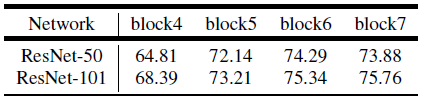 Network block4 block5 block6 block7
ResNet-50 64.81 72.14 74.29 73.88
ResNet-101 68.39 73.21 75.34 75.76